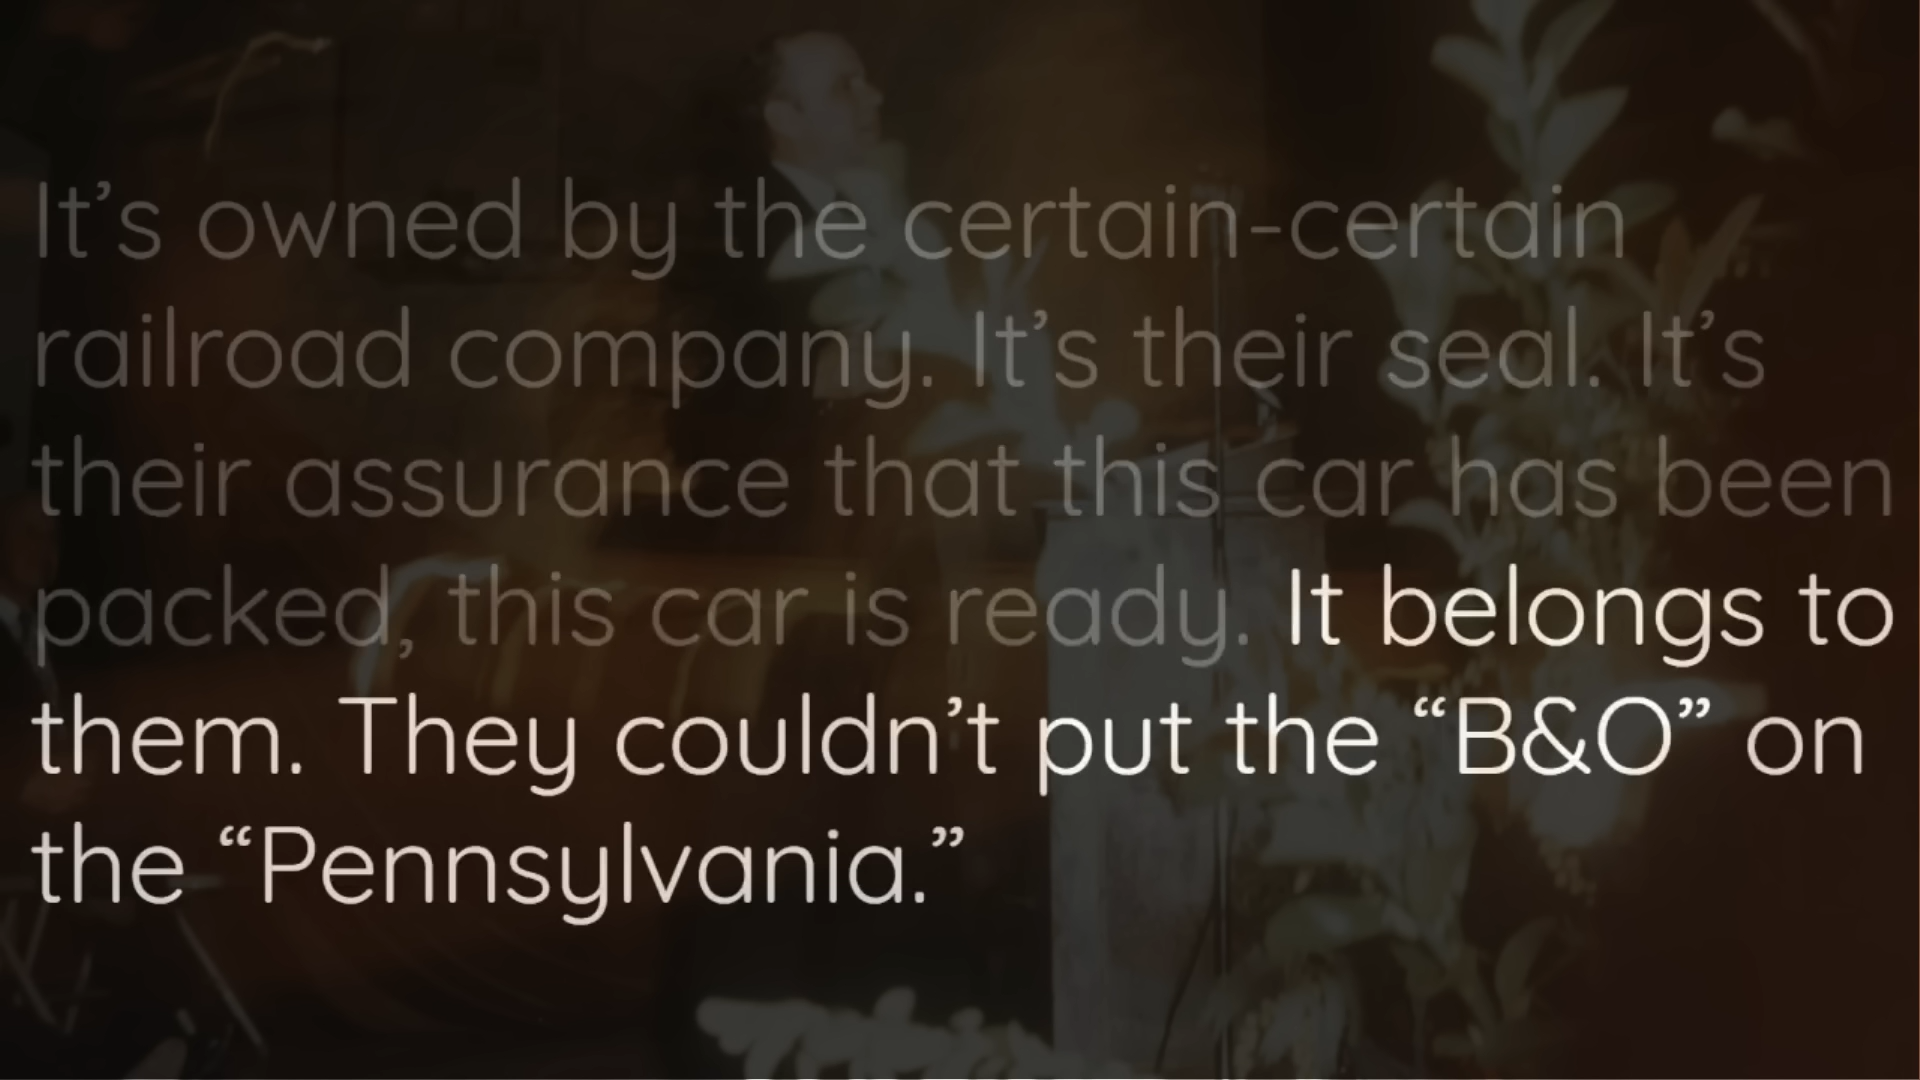 It’s owned by the certain-certain
railroad company. It’s their seal. It’s
their assurance that this car has been
packed, this car is ready. It belongs to
them. They couldn’t put the “B&O” on
the “Pennsylvania.”